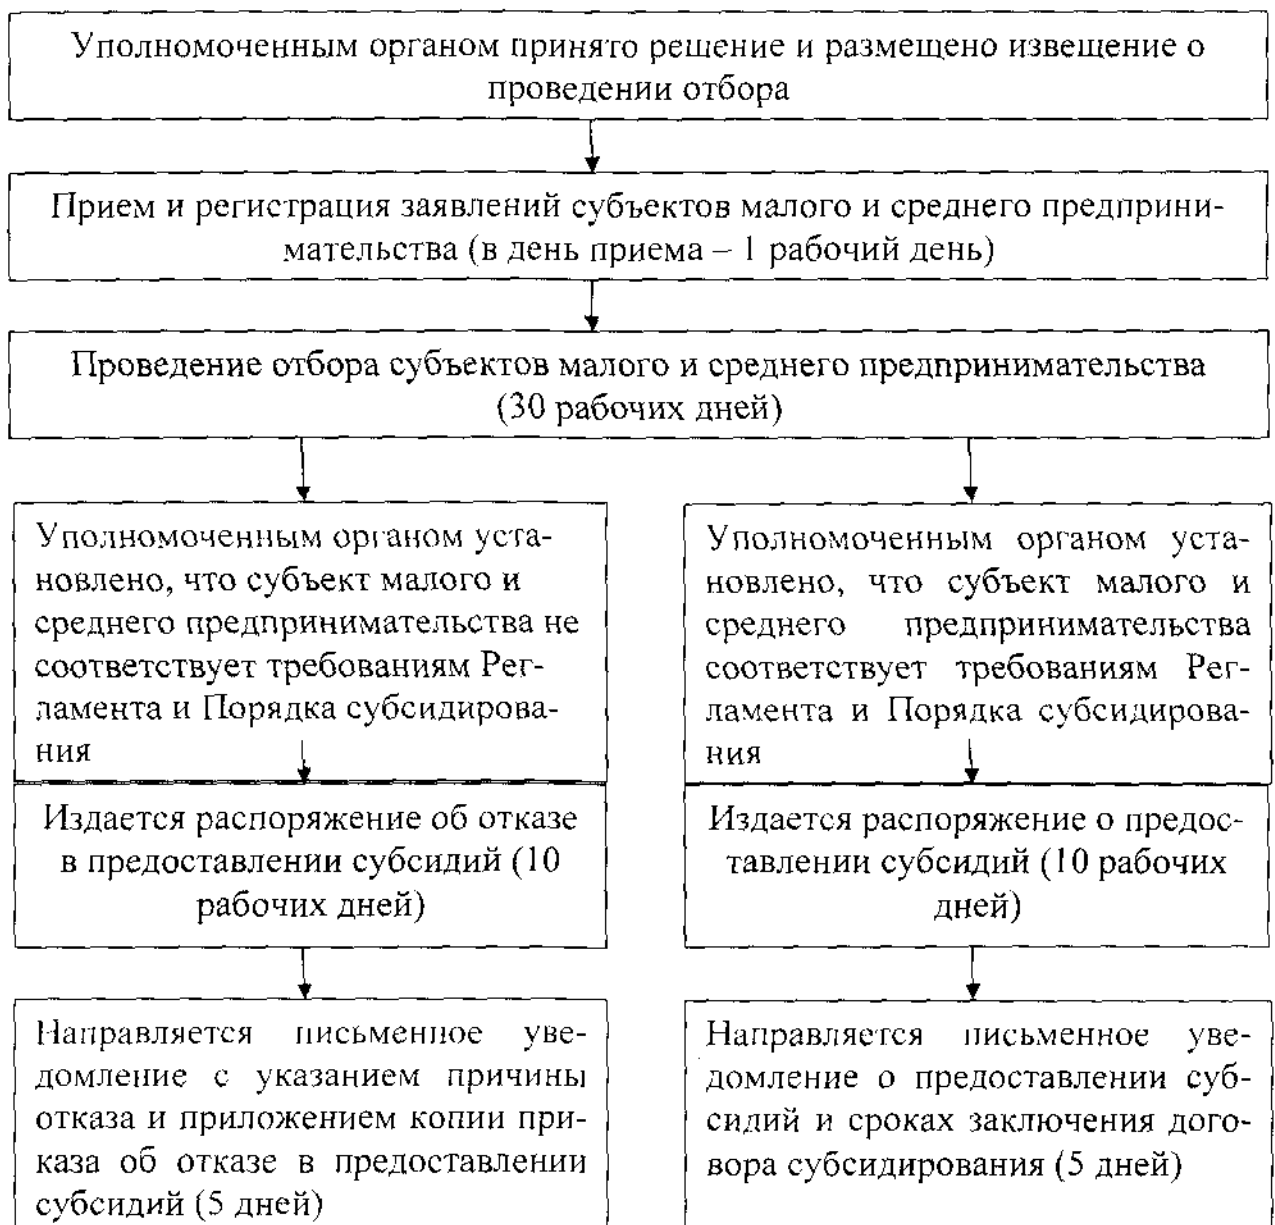 Уполномоченным органом принято решение и размещено извещение о
проведении отбора
Прием и регистрация заявлений субъектов малого и среднего предприни-
мательства (в день приема – 1 рабочий день)
Проведение отбора субъектов малого и среднего предпринимательства
(30 рабочих дней)
Уполномоченным органом уста-
новлено, что субъект малого и
среднего предпринимательства не
соответствует требованиям Рег-
ламента и Порядка субсидирова-
ния
Уполномоченным органом уста-
новлено, что субъект малого и
среднего предпринимательства
соответствует требованиям Рег-
ламента и Порядка субсидирова-
ния
Издается распоряжение об отказе
в предоставлении субсидий (10
рабочих дней)
Издается распоряжение о предос-
тавлении субсидий (10 рабочих
дней)
Направляется письменное уве-
домление с указанием причины
отказа и приложением копии при-
каза об отказе в предоставлении
субсидий (5 дней)
Направляется письменное уве-
домление о предоставлении суб-
сидий и сроках заключения дого-
вора субсидирования (5 дней)